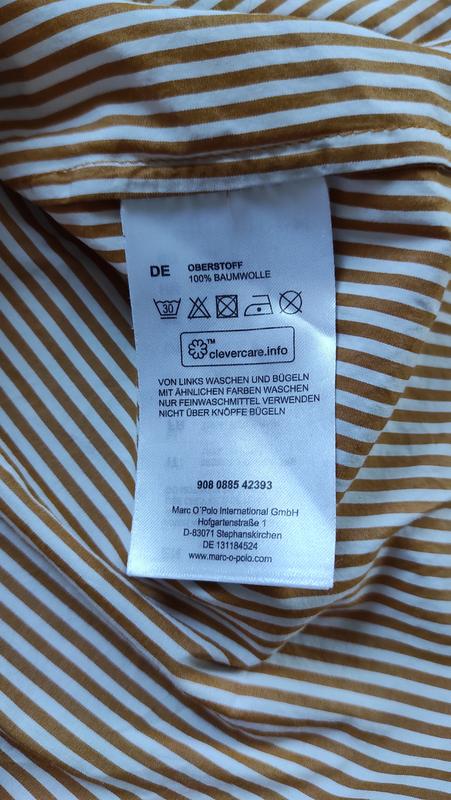 DE OBERSTOFF
100% BAUMWOLLE
30
TM
clevercare.info
VON LINKS WASCHEN UND BÜGELN
MIT ÄHNLICHEN FARBEN WASCHEN
NUR FEINWASCHMITTEL VERWENDEN
NICHT ÜBER KNÖPFE BÜGELN
908 0885 42393
Marc O'Polo International GmbH
Hofgartenstraße 1
D-83071 Stephanskirchen
DE 131184524
www.marc-o-polo.com